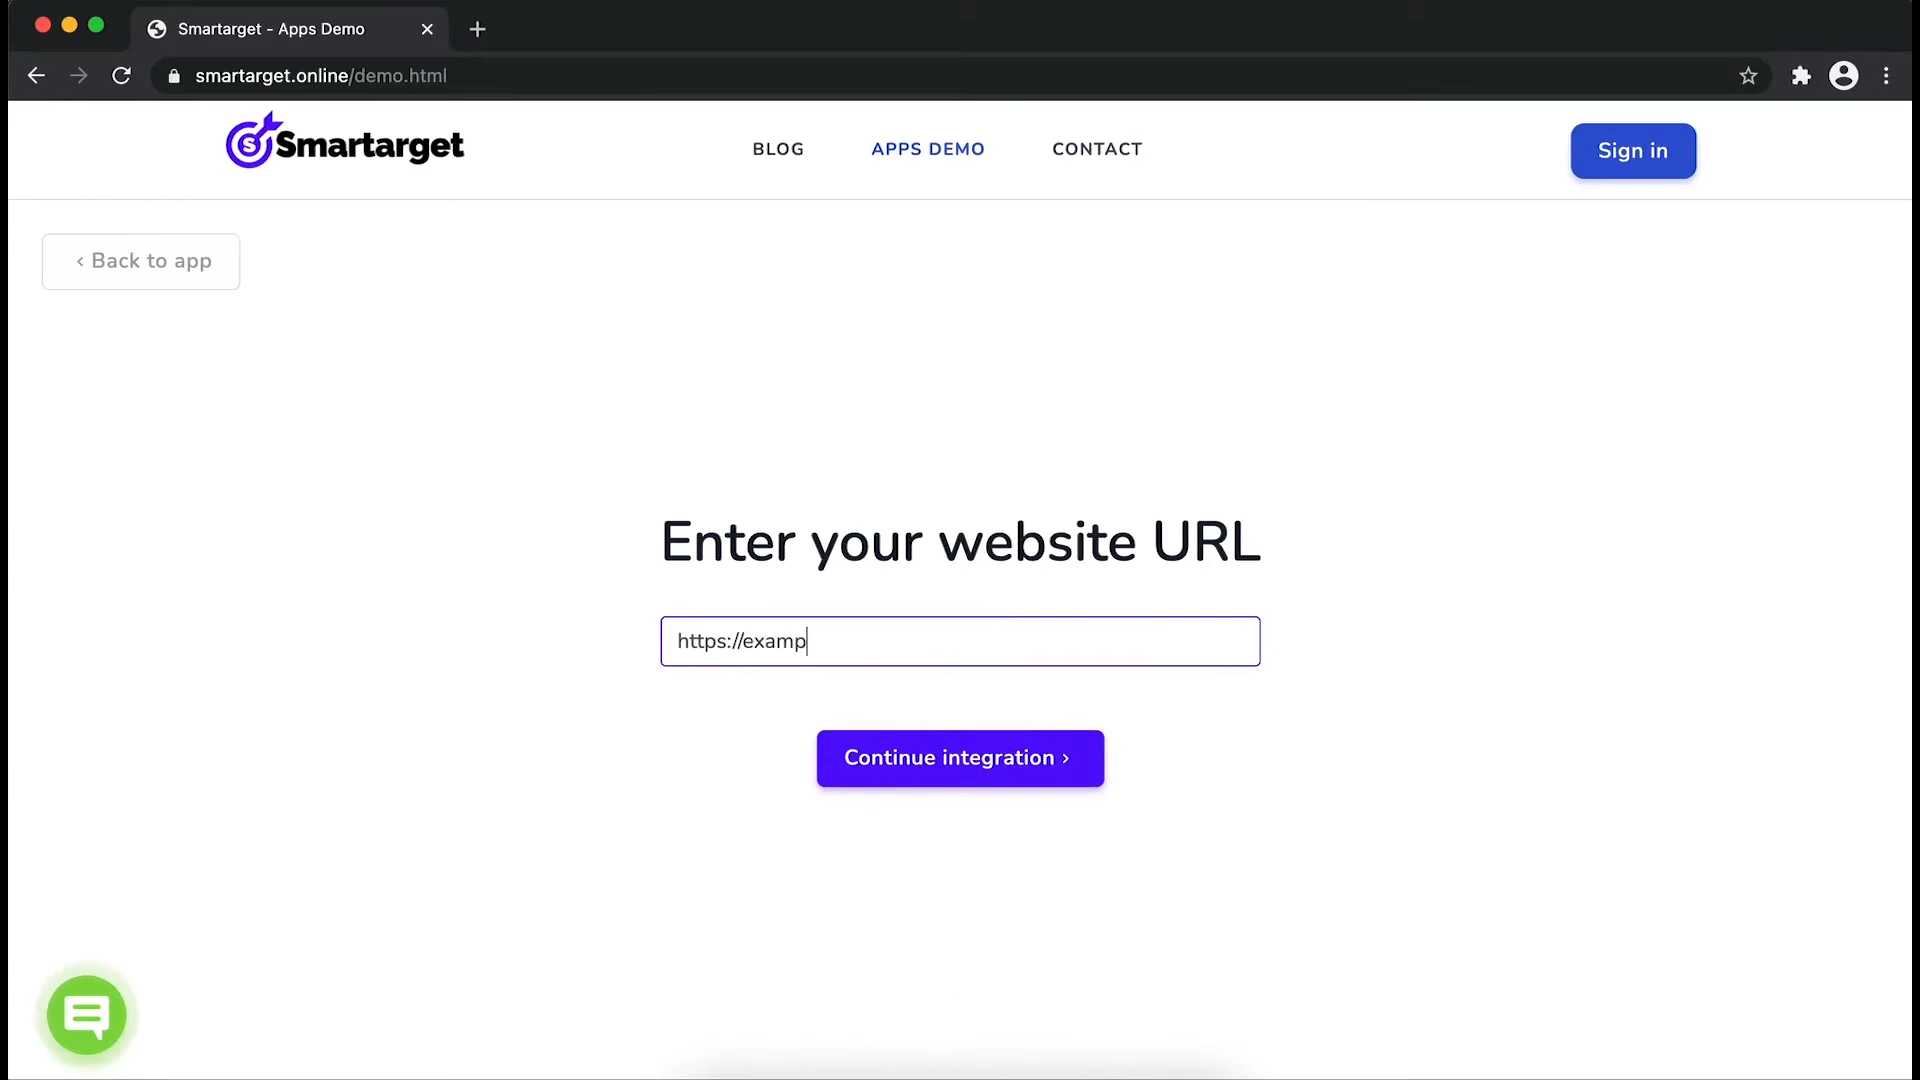 Smartarget - Apps Demo
smartarget.online/demo.html
Smartarget
BLOG
APPS DEMO
CONTACT
Sign in
‹ Back to app
Enter your website URL
https://examp
Continue integration ›